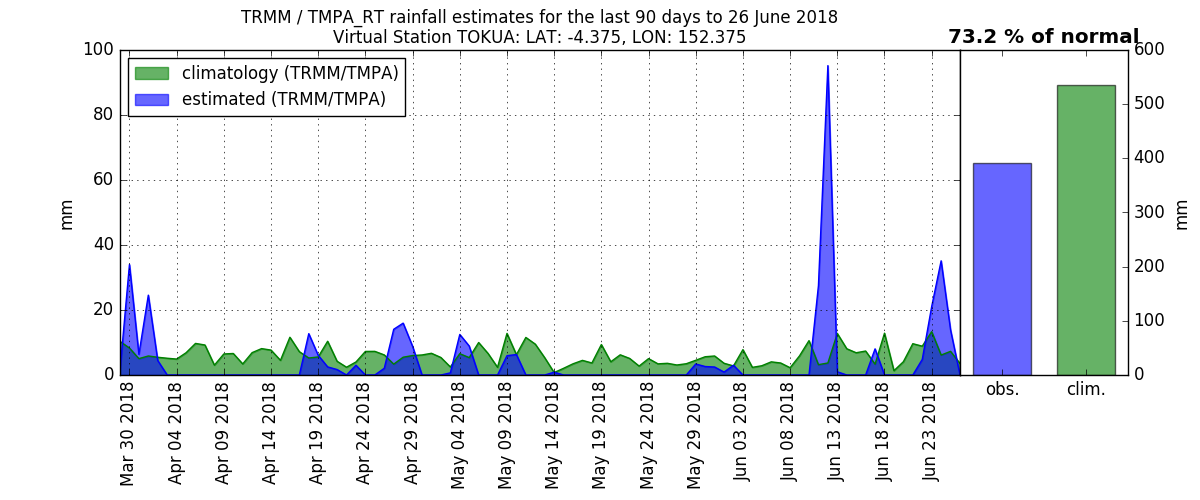 TRMM / TMPA_RT rainfall estimates for the last 90 days to 26 June 2018
Virtual Station TOKUA: LAT: -4.375, LON: 152.375
73.2 % of normal
climatology (TRMM/TMPA)
estimated (TRMM/TMPA)
100
80
60
40
20
0
mm
Mar 30 2018
Apr 04 2018
Apr 09 2018
Apr 14 2018
Apr 19 2018
Apr 24 2018
Apr 29 2018
May 04 2018
May 09 2018
May 14 2018
May 19 2018
May 24 2018
May 29 2018
Jun 03 2018
Jun 08 2018
Jun 13 2018
Jun 18 2018
Jun 23 2018
obs.
clim.
600
500
400
300
200
100
0
mm